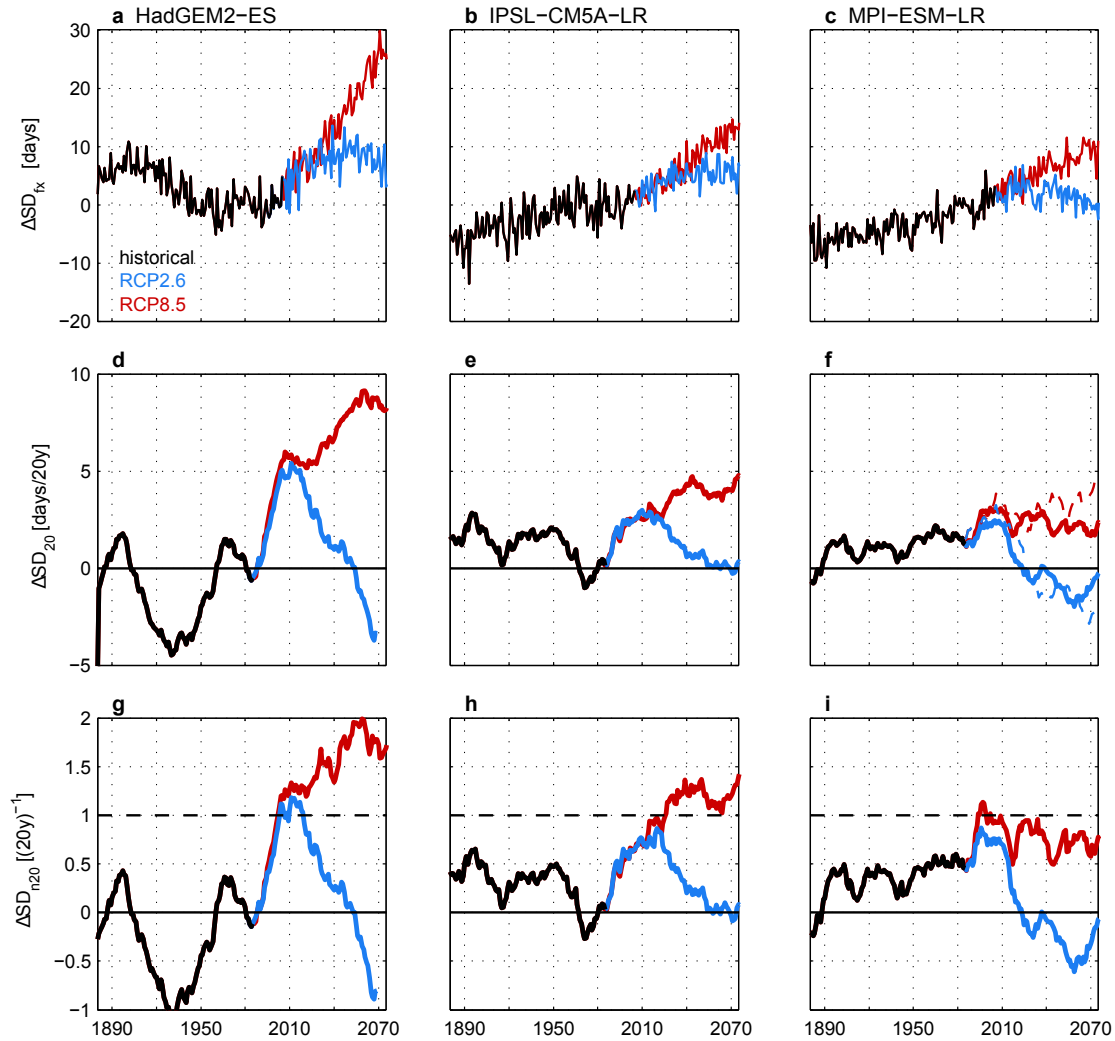 a HadGEM2−ES
b IPSL−CM5A−LR
c MPI−ESM−LR
30
20
10
0
−10
−20
ΔSD_fx [days]
historical
RCP2.6
RCP8.5
d
e
f
10
5
0
−5
ΔSD_20 [days/20y]
g
h
i
2
1.5
1
0.5
0
−0.5
−1
ΔSD_n20 [(20y)^−1]
1890 1950 2010 2070
1890 1950 2010 2070
1890 1950 2010 2070